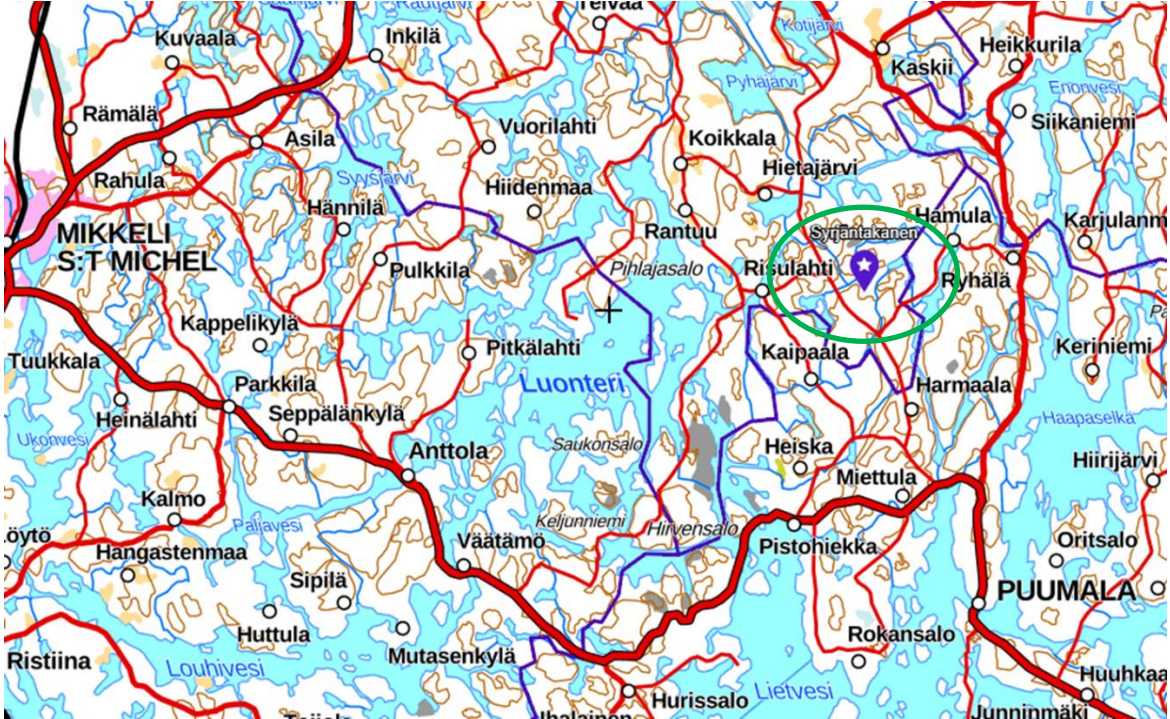 Kuvaala
Inkilä
Kotijärvi
Heikkurila
Kaskii
Pyhäjärvi
Enonvesi
Rämälä
Siikaniemi
Vuorilahti
Asila
Koikkala
Hietajärvi
Rahula
Syysjärvi
Hiidenmaa
Hännilä
Hamula
Karjulanm
Rantuu
Syrjäntakanen
MIKKELI
S:T MICHEL
Pulkkila
Pihlajasalo
Risulahti
Ryhälä
Kappelikylä
Pitkälahti
Kaipaala
Keriniemi
Tuukkala
Parkkila
Luonteri
Harmaala
Heinälahti
Seppälänkylä
Haapaselkä
Ukonvesi
Saukonsalo
Anttola
Heiska
Hiirijärvi
Miettula
Kalmo
Paljavesi
Keljunniemi
Hirvensalo
öytö
Hangastenmaa
Väätämö
Pistohiekka
Oritsalo
Sipilä
PUUMALA
Huttula
Rokansalo
Mutasenkylä
Ristiina
Louhivesi
Huuhkaa
Hurissalo
Lietvesi
Junninmäki